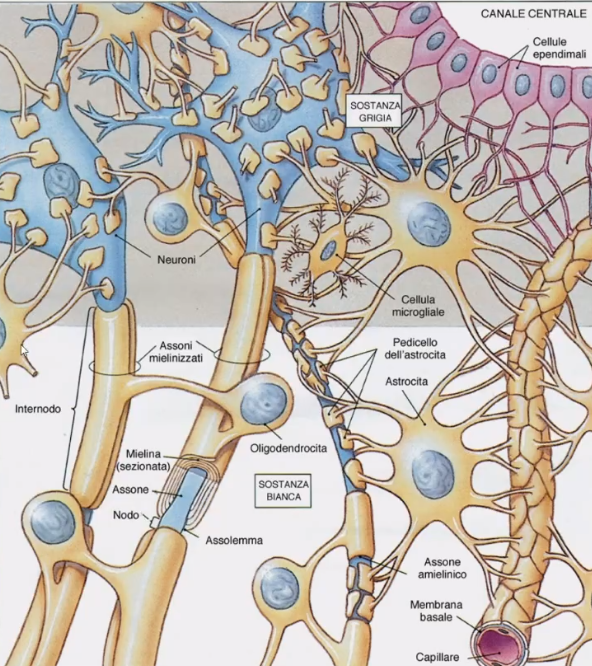 CANALE CENTRALE
Cellule
ependimali
SOSTANZA
GRIGIA
Neuroni
Cellula
microgliale
Assoni
mielinizzati
Pedicello
dell'astrocita
Astrocita
Internodo
Oligodendrocita
Mielina
(sezionata)
Assone
SOSTANZA
BIANCA
Nodo
Assolemma
Assone
amielinico
Membrana
basale
Capillare